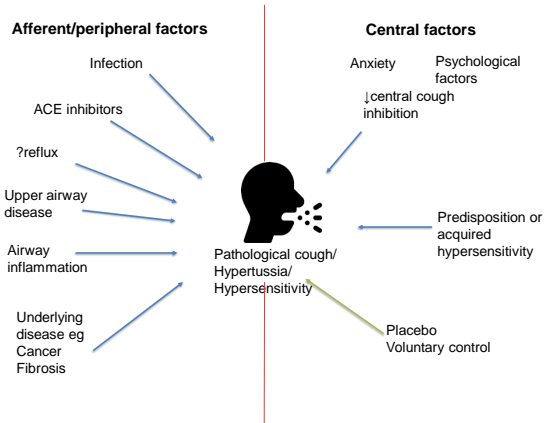 Afferent/peripheral factors
Infection
ACE inhibitors
?reflux
Upper airway
disease
Airway
inflammation
Underlying
disease eg
Cancer
Fibrosis
Pathological cough/
Hypertussia/
Hypersensitivity
Central factors
Anxiety
Psychological
factors
↓central cough
inhibition
Predisposition or
acquired
hypersensitivity
Placebo
Voluntary control